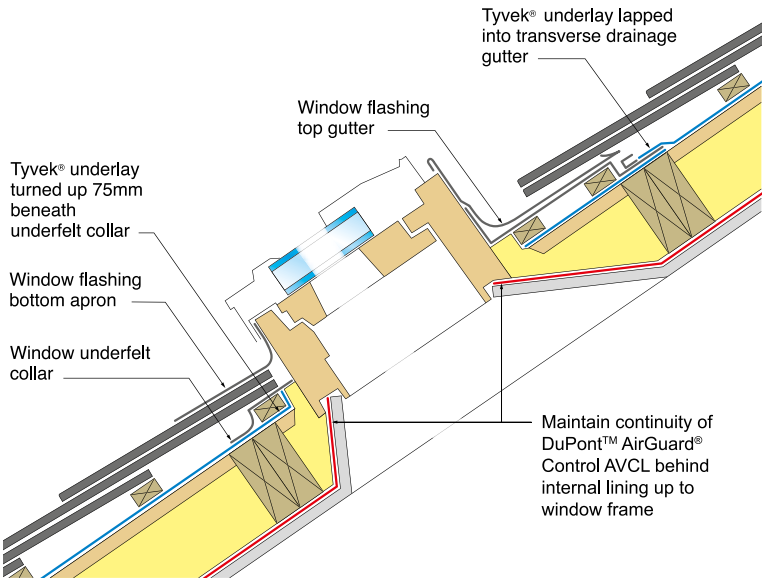 Tyvek® underlay lapped
into transverse drainage
gutter
Window flashing
top gutter
Tyvek® underlay
turned up 75mm
beneath
underfelt collar
Window flashing
bottom apron
Window underfelt
collar
Maintain continuity of
DuPont™ AirGuard®
Control AVCL behind
internal lining up to
window frame